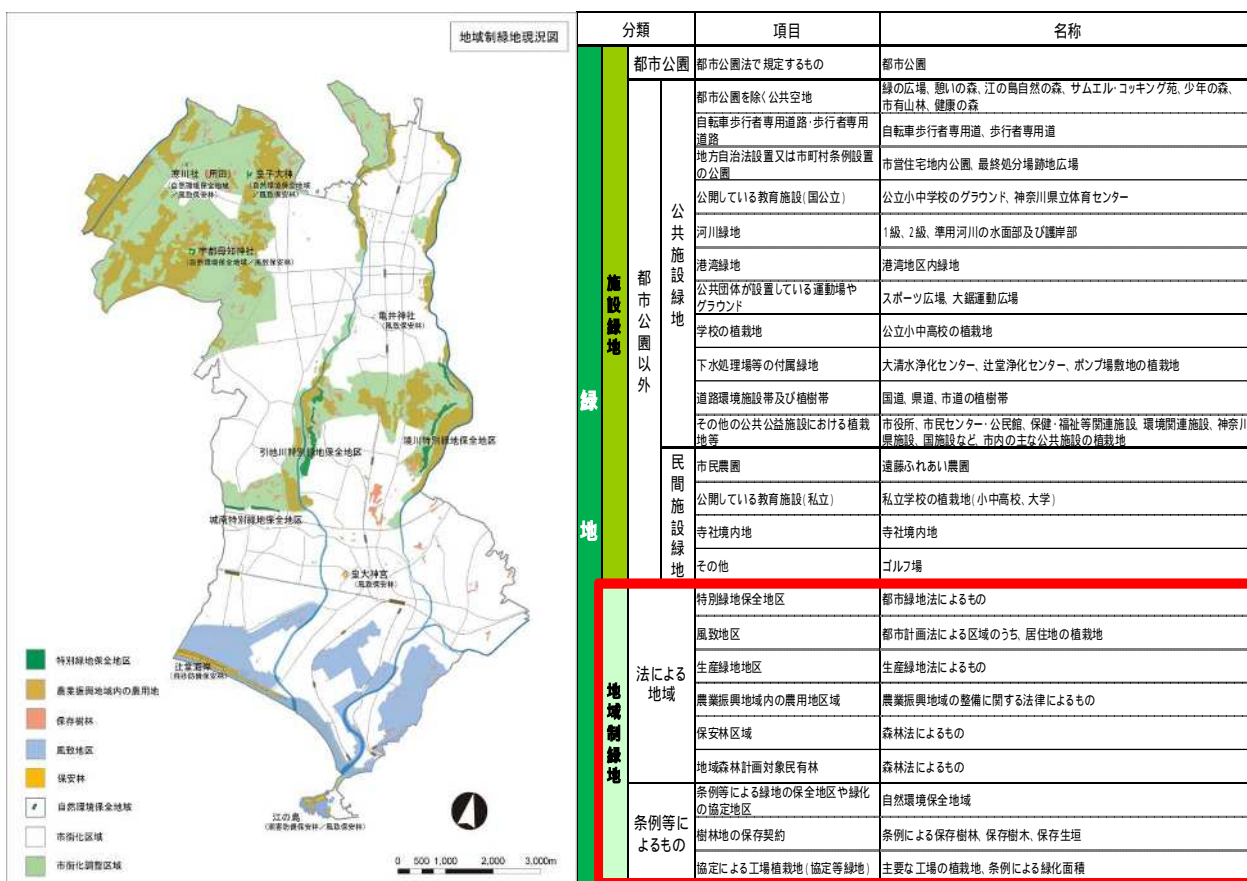 地域制緑地現況図
寒川社（用田）
（自然環境保全地域
／風致保安林）
皇子大神
（自然環境保全地域
／風致保安林）
宇都母知神社
（自然環境保全地域／風致保安林）
亀井神社
（風致保安林）
境川特別緑地保全地区
引地川特別緑地保全地区
城南特別緑地保全地区
皇大神宮
（風致保安林）
辻堂海岸
（飛砂防備保安林）
江の島
（潮害防備保安林／風致保安林）
特別緑地保全地区
農業振興地域内の農用地
保存樹林
風致地区
保安林
自然環境保全地域
市街化区域
市街化調整区域
0 500 1,000 2,000 3,000m
分類 項目 名称
緑地
施設緑地
都市公園 都市公園法で規定するもの 都市公園
都市公園以外
公共施設緑地
都市公園を除く公共空地 緑の広場、憩いの森、江の島自然の森、サムエル・コッキング苑、少年の森、
市有山林、健康の森
自転車歩行者専用道路・歩行者専用
道路 自転車歩行者専用道、歩行者専用道
地方自治法設置又は市町村条例設置
の公園 市営住宅地内公園、最終処分場跡地広場
公開している教育施設（国公立） 公立小中学校のグラウンド、神奈川県立体育センター
河川緑地 1級、2級、準用河川の水面部及び護岸部
港湾緑地 港湾地区内緑地
公共団体が設置している運動場や
グラウンド スポーツ広場、大鋸運動広場
学校の植栽地 公立小中高校の植栽地
下水処理場等の付属緑地 大清水浄化センター、辻堂浄化センター、ポンプ場敷地の植栽地
道路環境施設帯及び植樹帯 国道、県道、市道の植樹帯
その他の公共公益施設における植栽
地等 市役所、市民センター・公民館、保健・福祉等関連施設、環境関連施設、神奈川
県施設、国施設など、市内の主な公共施設の植栽地
民間施設緑地
市民農園 遠藤ふれあい農園
公開している教育施設（私立） 私立学校の植栽地（小中高校、大学）
寺社境内地 寺社境内地
その他 ゴルフ場
地域制緑地
法による
地域
特別緑地保全地区 都市緑地法によるもの
風致地区 都市計画法による区域のうち、居住地の植栽地
生産緑地地区 生産緑地法によるもの
農業振興地域内の農用地区域 農業振興地域の整備に関する法律によるもの
保安林区域 森林法によるもの
地域森林計画対象民有林 森林法によるもの
条例等に
よるもの
条例等による緑地の保全地区や緑化
の協定地区 自然環境保全地域
樹林地の保存契約 条例による保存樹林、保存樹木、保存生垣
協定による工場植栽地（協定等緑地） 主要な工場の植栽地、条例による緑化面積